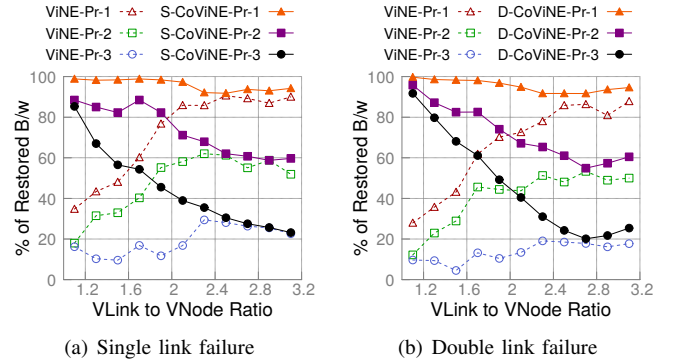 ViNE-Pr-1 S-CoViNE-Pr-1
ViNE-Pr-2 S-CoViNE-Pr-2
ViNE-Pr-3 S-CoViNE-Pr-3
% of Restored B/w
100
80
60
40
20
0
1.2 1.6 2 2.4 2.8 3.2
VLink to VNode Ratio
(a) Single link failure
ViNE-Pr-1 D-CoViNE-Pr-1
ViNE-Pr-2 D-CoViNE-Pr-2
ViNE-Pr-3 D-CoViNE-Pr-3
% of Restored B/w
100
80
60
40
20
0
1.2 1.6 2 2.4 2.8 3.2
VLink to VNode Ratio
(b) Double link failure